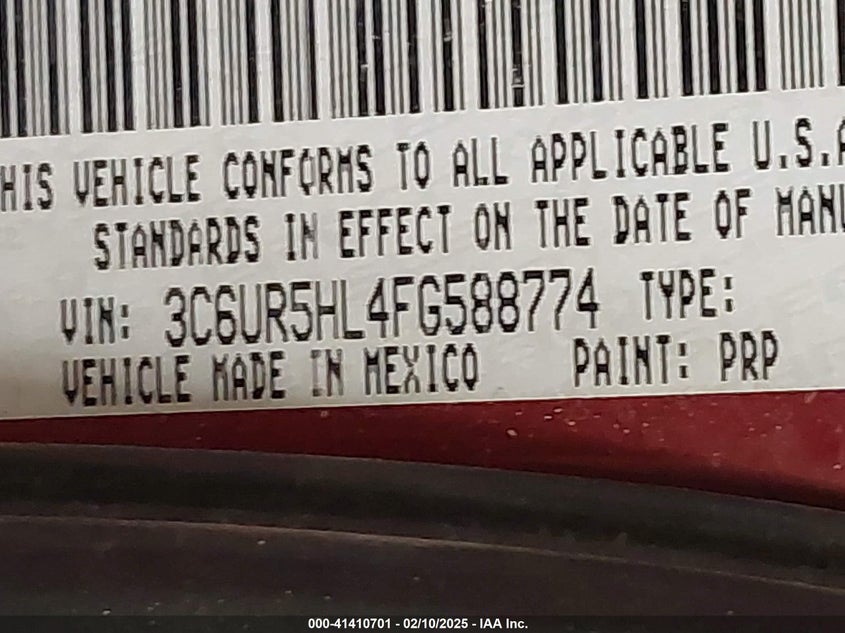 HIS VEHICLE CONFORMS TO ALL APPLICABLE U.S.A
STANDARDS IN EFFECT ON THE DATE OF MANU
VIN: 3C6UR5HL4FG588774 TYPE:
VEHICLE MADE IN MEXICO PAINT: PRP
000-41410701 - 02/10/2025 - IAA Inc.